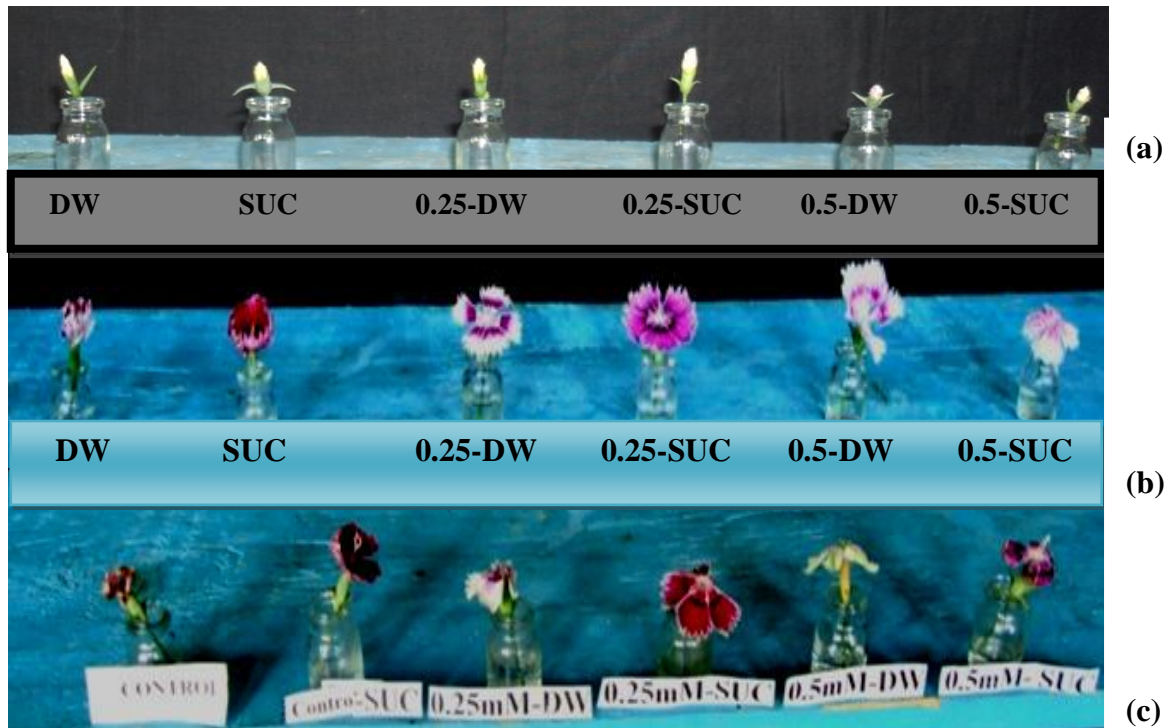 (a)
DW SUC 0.25-DW 0.25-SUC 0.5-DW 0.5-SUC
DW SUC 0.25-DW 0.25-SUC 0.5-DW 0.5-SUC
(b)
CONTROL Control-SUC 0.25mM-DW 0.25mM-SUC 0.5mM-DW 0.5mM-SUC
(c)